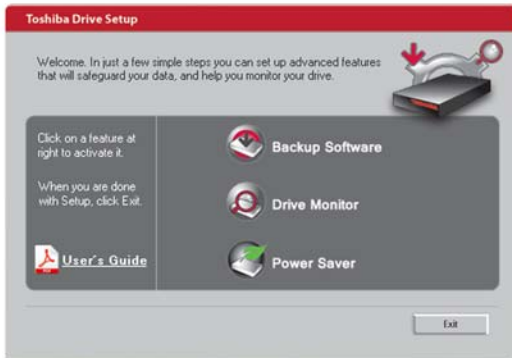 Toshiba Drive Setup
Welcome. In just a few simple steps you can set up advanced features
that will safeguard your data, and help you monitor your drive.
Click on a feature at
right to activate it.
When you are done
with Setup, click Exit.
User's Guide
Backup Software
Drive Monitor
Power Saver
Exit